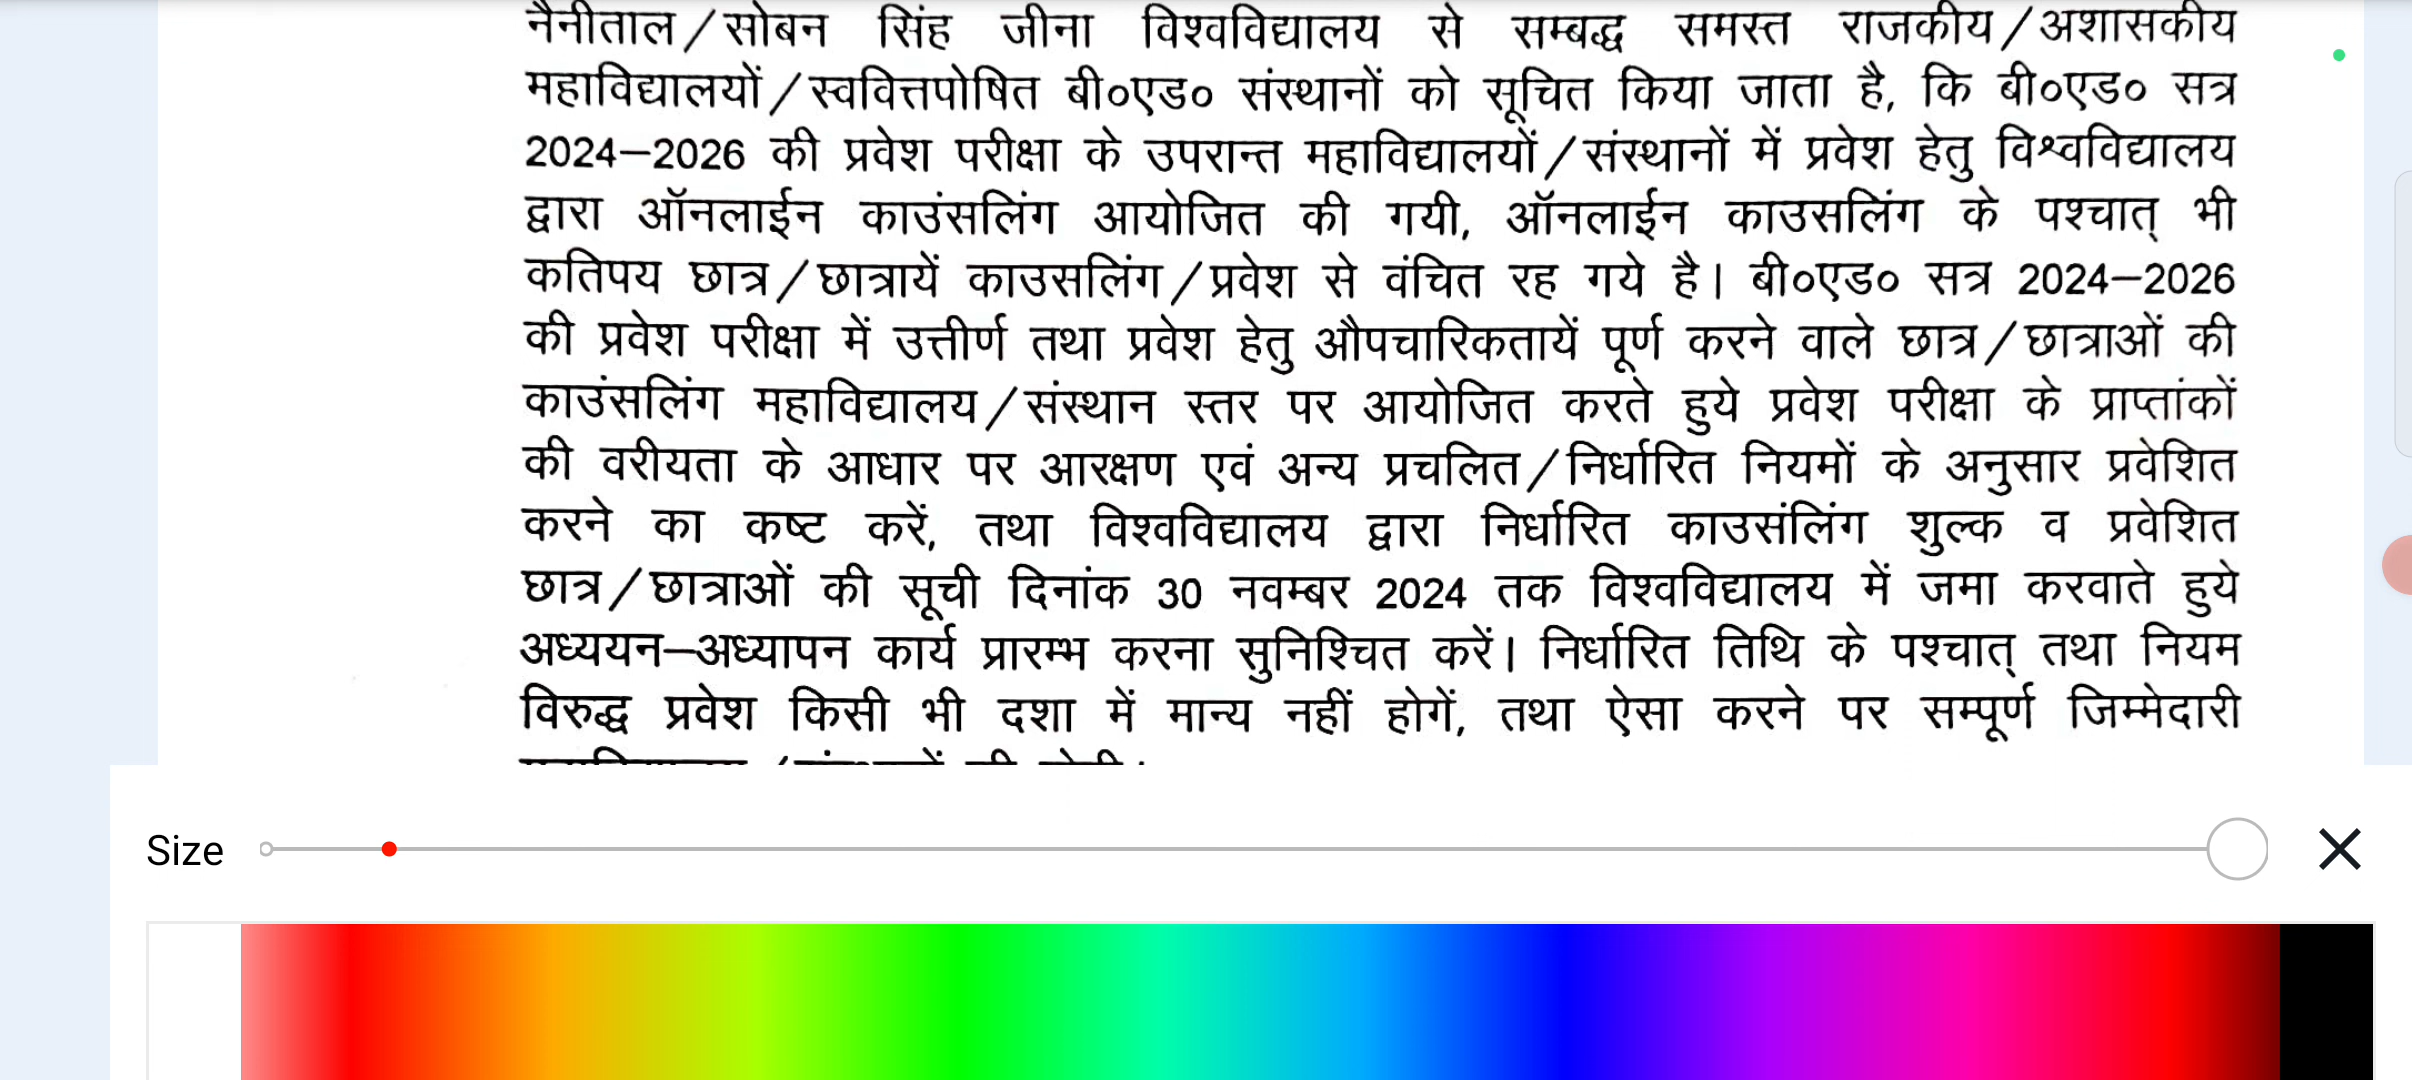 नैनीताल/सोबन सिंह जीना विश्वविद्यालय से सम्बद्ध समस्त राजकीय/अशासकीय
महाविद्यालयों/स्ववित्तपोषित बी०एड० संस्थानों को सूचित किया जाता है, कि बी०एड० सत्र
2024–2026 की प्रवेश परीक्षा के उपरान्त महाविद्यालयों/संस्थानों में प्रवेश हेतु विश्वविद्यालय
द्वारा ऑनलाईन काउंसलिंग आयोजित की गयी, ऑनलाईन काउसलिंग के पश्चात् भी
कतिपय छात्र/छात्रायें काउसलिंग/प्रवेश से वंचित रह गये है। बी०एड० सत्र 2024–2026
की प्रवेश परीक्षा में उत्तीर्ण तथा प्रवेश हेतु औपचारिकतायें पूर्ण करने वाले छात्र/छात्राओं की
काउंसलिंग महाविद्यालय/संस्थान स्तर पर आयोजित करते हुये प्रवेश परीक्षा के प्राप्तांकों
की वरीयता के आधार पर आरक्षण एवं अन्य प्रचलित/निर्धारित नियमों के अनुसार प्रवेशित
करने का कष्ट करें, तथा विश्वविद्यालय द्वारा निर्धारित काउसंलिंग शुल्क व प्रवेशित
छात्र/छात्राओं की सूची दिनांक 30 नवम्बर 2024 तक विश्वविद्यालय में जमा करवाते हुये
अध्ययन–अध्यापन कार्य प्रारम्भ करना सुनिश्चित करें। निर्धारित तिथि के पश्चात् तथा नियम
विरुद्ध प्रवेश किसी भी दशा में मान्य नहीं होगें, तथा ऐसा करने पर सम्पूर्ण जिम्मेदारी
Size